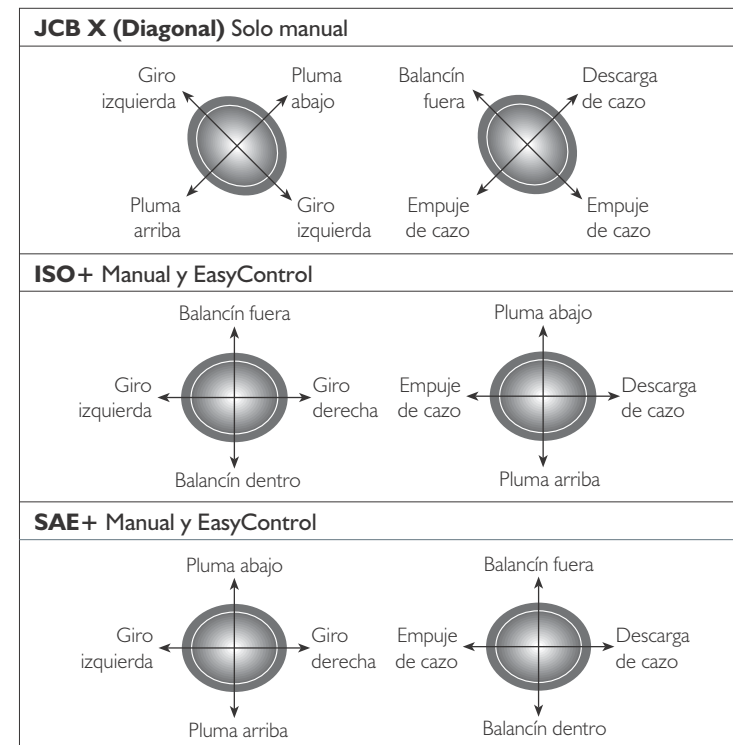 JCB X (Diagonal) Solo manual
Giro
izquierda
Pluma
abajo
Pluma
arriba
Giro
izquierda
Balancín
fuera
Descarga
de cazo
Empuje
de cazo
Empuje
de cazo
ISO+ Manual y EasyControl
Balancín fuera
Giro
izquierda
Giro
derecha
Balancín dentro
Pluma abajo
Empuje
de cazo
Descarga
de cazo
Pluma arriba
SAE+ Manual y EasyControl
Pluma abajo
Giro
izquierda
Giro
derecha
Pluma arriba
Balancín fuera
Empuje
de cazo
Descarga
de cazo
Balancín dentro